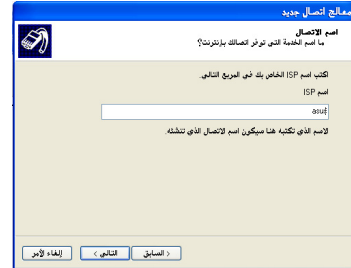 معالج اتصال جديد
اسم الاتصال
ما اسم الخدمة التي توفر اتصالك بإنترنت؟
اكتب اسم ISP الخاص بك في المربع التالي.
اسم ISP
asu
الاسم الذي تكتبه هنا سيكون اسم الاتصال الذي تنشئه.
< السابق
التالي >
إلغاء الأمر